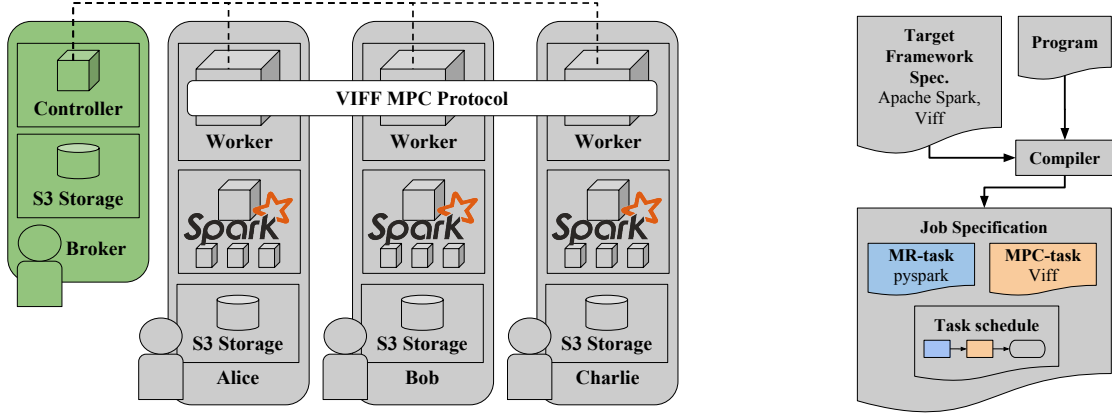 Controller
S3 Storage
Broker
VIFF MPC Protocol
Worker
Spark
S3 Storage
Alice
Worker
Spark
S3 Storage
Bob
Worker
Spark
S3 Storage
Charlie
Target
Framework
Spec.
Apache Spark,
Viff
Program
Compiler
Job Specification
MR-task
pyspark
MPC-task
Viff
Task schedule